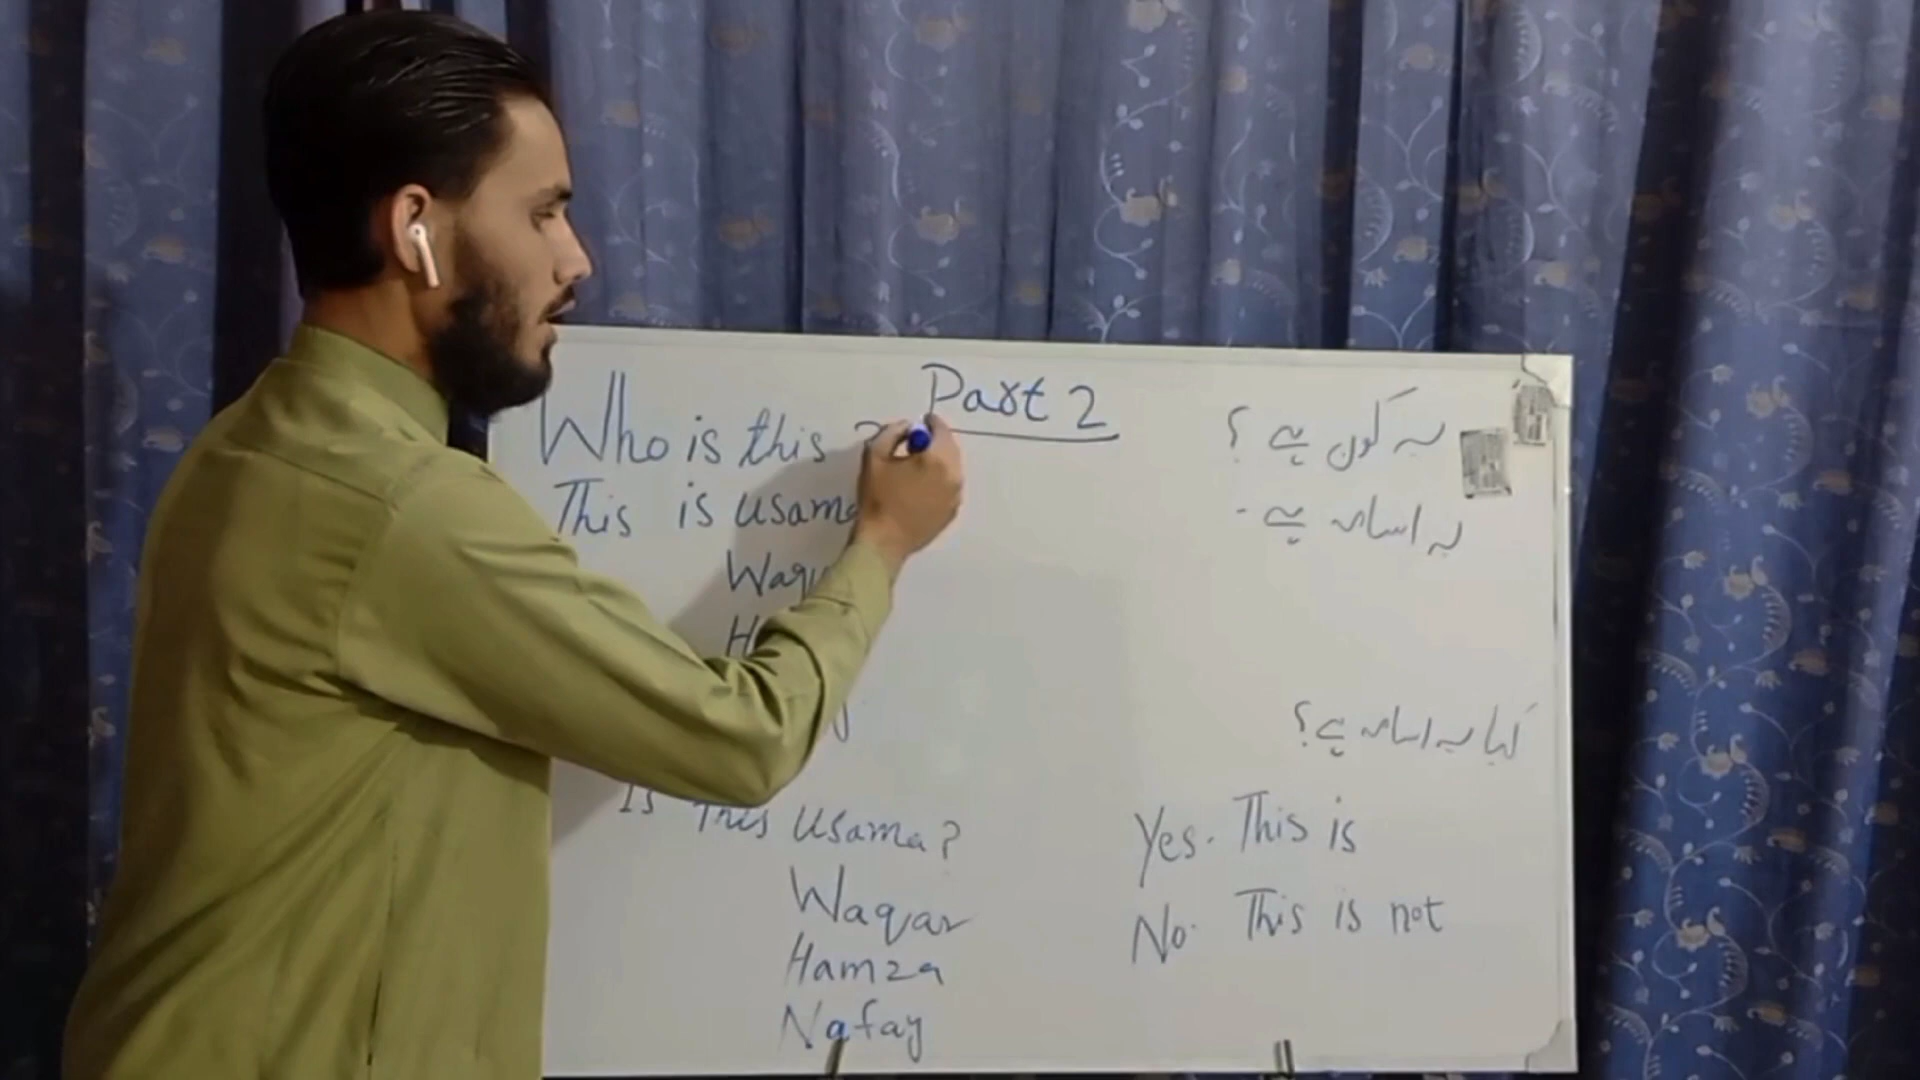 Part 2
Who is this ?
یہ کون ہے ؟
This is Usama
یہ اسامہ ہے -
Is This Usama?
کیا یہ اسامہ ہے؟
Waqar
Hamza
Nafay
Yes. This is
No. This is not